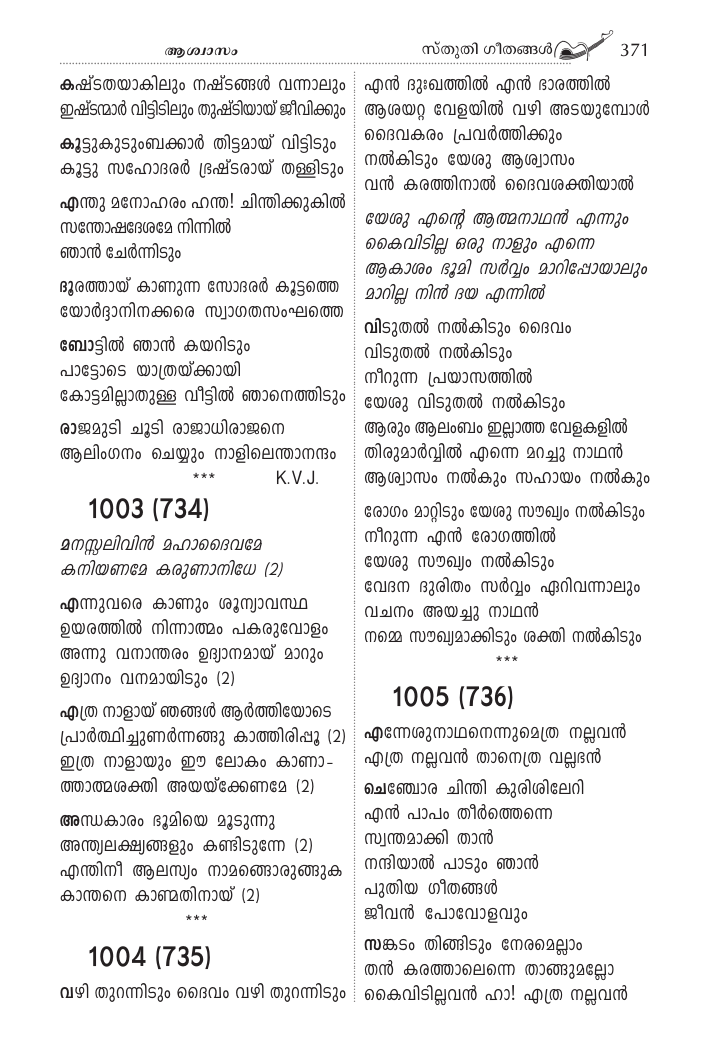 ആശ്വാസം
സ്തുതി ഗീതങ്ങൾ 371
കഷ്ടതയാകിലും നഷ്ടങ്ങൾ വന്നാലും
ഇഷ്ടന്മാർ വിട്ടിടിലും തുഷ്ടിയായ് ജീവിക്കും
കൂട്ടുകുടുംബക്കാർ തിട്ടമായ് വിട്ടിടും
കൂട്ടു സഹോദരർ ഭ്രഷ്ടരായ് തള്ളിടും
എന്തു മനോഹരം ഹന്ത! ചിന്തിക്കുകിൽ
സന്തോഷദേശമേ നിന്നിൽ
ഞാൻ ചേർന്നിടും
ദൂരത്തായ് കാണുന്ന സോദരർ കൂട്ടത്തെ
യോർദ്ദാനിനക്കരെ സ്വാഗതസംഘത്തെ
ബോട്ടിൽ ഞാൻ കയറിടും
പാട്ടോടെ യാത്രയ്ക്കായി
കോട്ടമില്ലാതുള്ള വീട്ടിൽ ഞാനെത്തിടും
രാജമുടി ചൂടി രാജാധിരാജനെ
ആലിംഗനം ചെയ്യും നാളിലെന്താനന്ദം
*** K.V.J.
1003 (734)
മനസ്സലിവിൻ മഹാദൈവമേ
കനിയണമേ കരുണാനിധേ (2)
എന്നുവരെ കാണും ശൂന്യാവസ്ഥ
ഉയരത്തിൽ നിന്നാത്മം പകരുവോളം
അന്നു വനാന്തരം ഉദ്യാനമായ് മാറും
ഉദ്യാനം വനമായിടും (2)
എത്ര നാളായ് ഞങ്ങൾ ആർത്തിയോടെ
പ്രാർത്ഥിച്ചുണർന്നങ്ങു കാത്തിരിപ്പൂ (2)
ഇത്ര നാളായും ഈ ലോകം കാണാ-
ത്താത്മശക്തി അയയ്ക്കേണമേ (2)
അന്ധകാരം ഭൂമിയെ മൂടുന്നു
അന്ത്യലക്ഷ്യങ്ങളും കണ്ടിടുന്നേ (2)
എന്തിനീ ആലസ്യം നാമങ്ങൊരുങ്ങുക
കാന്തനെ കാണ്മതിനായ് (2)
***
1004 (735)
വഴി തുറന്നിടും ദൈവം വഴി തുറന്നിടും
എൻ ദുഃഖത്തിൽ എൻ ഭാരത്തിൽ
ആശയറ്റ വേളയിൽ വഴി അടയുമ്പോൾ
ദൈവകരം പ്രവർത്തിക്കും
നൽകിടും യേശു ആശ്വാസം
വൻ കരത്തിനാൽ ദൈവശക്തിയാൽ
യേശു എന്റെ ആത്മനാഥൻ എന്നും
കൈവിടില്ല ഒരു നാളും എന്നെ
ആകാശം ഭൂമി സർവ്വം മാറിപ്പോയാലും
മാറില്ല നിൻ ദയ എന്നിൽ
വിടുതൽ നൽകിടും ദൈവം
വിടുതൽ നൽകിടും
നീറുന്ന പ്രയാസത്തിൽ
യേശു വിടുതൽ നൽകിടും
ആരും ആലംബം ഇല്ലാത്ത വേളകളിൽ
തിരുമാർവ്വിൽ എന്നെ മറച്ചു നാഥൻ
ആശ്വാസം നൽകും സഹായം നൽകും
രോഗം മാറ്റിടും യേശു സൗഖ്യം നൽകിടും
നീറുന്ന എൻ രോഗത്തിൽ
യേശു സൗഖ്യം നൽകിടും
വേദന ദുരിതം സർവ്വം ഏറിവന്നാലും
വചനം അയച്ചു നാഥൻ
നമ്മെ സൗഖ്യമാക്കിടും ശക്തി നൽകിടും
***
1005 (736)
എന്നേശുനാഥനെന്നുമെത്ര നല്ലവൻ
എത്ര നല്ലവൻ താനെത്ര വല്ലഭൻ
ചെഞ്ചോര ചിന്തി കുരിശിലേറി
എൻ പാപം തീർത്തെന്നെ
സ്വന്തമാക്കി താൻ
നന്ദിയാൽ പാടും ഞാൻ
പുതിയ ഗീതങ്ങൾ
ജീവൻ പോവോളവും
സങ്കടം തിങ്ങിടും നേരമെല്ലാം
തൻ കരത്താലെന്നെ താങ്ങുമല്ലോ
കൈവിടില്ലവൻ ഹാ! എത്ര നല്ലവൻ